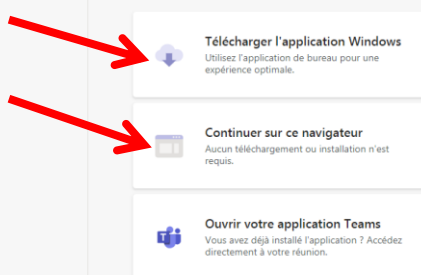 Télécharger l'application Windows
Utilisez l'application de bureau pour une
expérience optimale.
Continuer sur ce navigateur
Aucun téléchargement ou installation n'est
requis.
Ouvrir votre application Teams
Vous avez déjà installé l'application ? Accédez
directement à votre réunion.